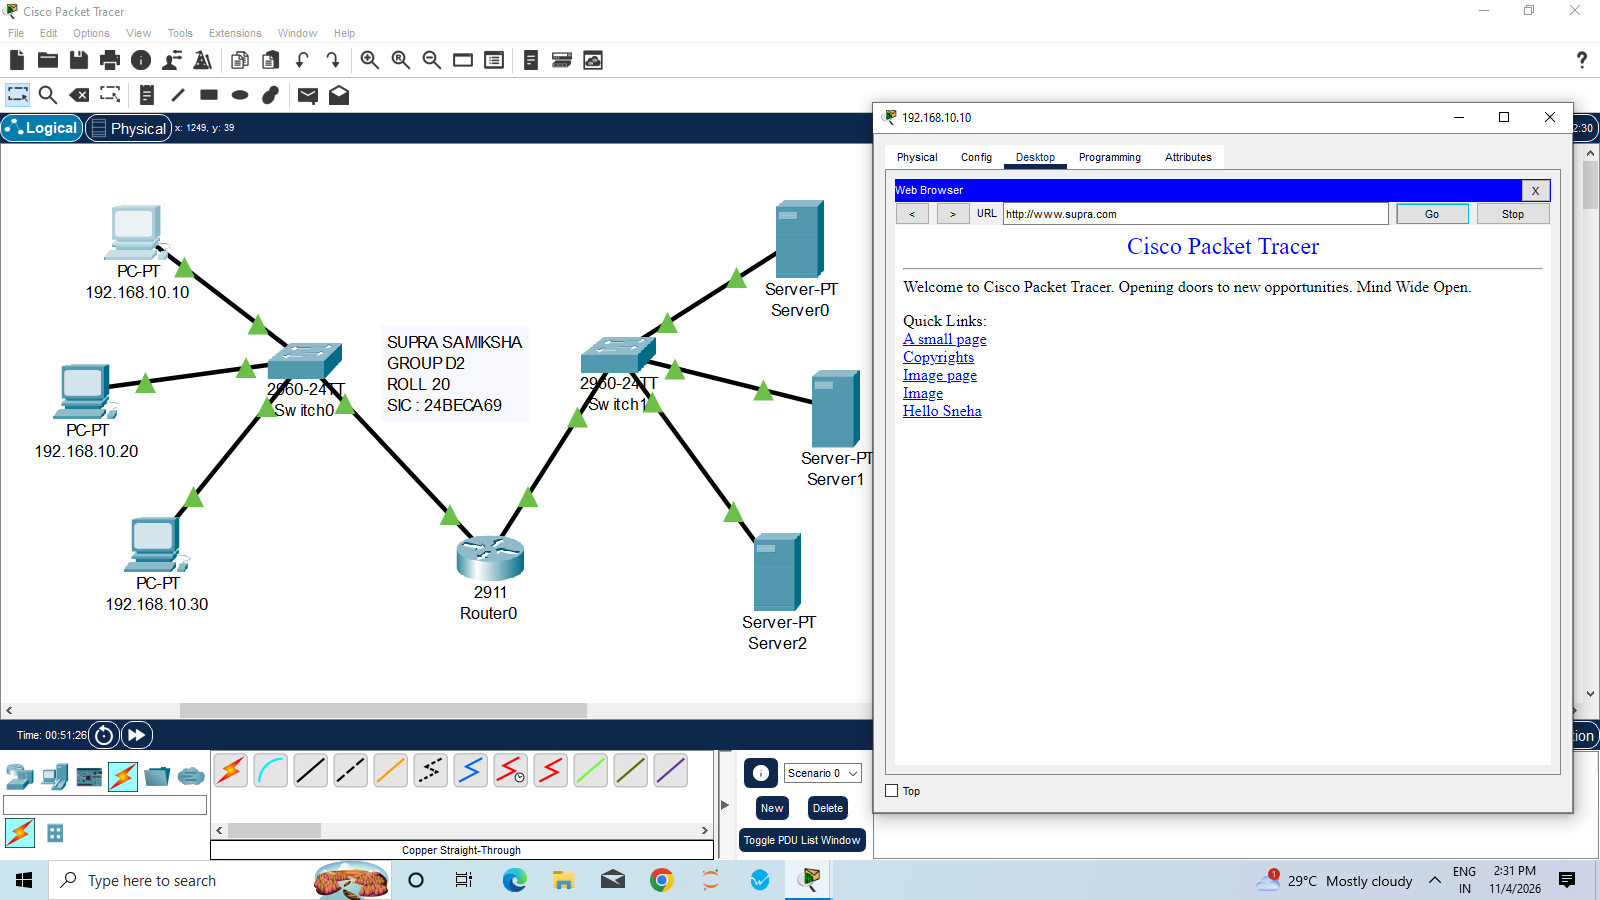 Cisco Packet Tracer
File Edit Options View Tools Extensions Window Help
Logical Physical x: 1249, y: 39
2:30
PC-PT
192.168.10.10
PC-PT
192.168.10.20
PC-PT
192.168.10.30
2960-24TT
Switch0
SUPRA SAMIKSHA
GROUP D2
ROLL 20
SIC : 24BECA69
2960-24TT
Switch1
2911
Router0
Server-PT
Server0
Server-PT
Server1
Server-PT
Server2
192.168.10.10
Physical Config Desktop Programming Attributes
Web Browser X
< > URL http://www.supra.com Go Stop
Cisco Packet Tracer
Welcome to Cisco Packet Tracer. Opening doors to new opportunities. Mind Wide Open.
Quick Links:
A small page
Copyrights
Image page
Image
Hello Sneha
Top
Time: 00:51:26
tion
Scenario 0
New Delete
Toggle PDU List Window
Copper Straight-Through
Type here to search
1
29°C Mostly cloudy
ENG
IN
2:31 PM
11/4/2026